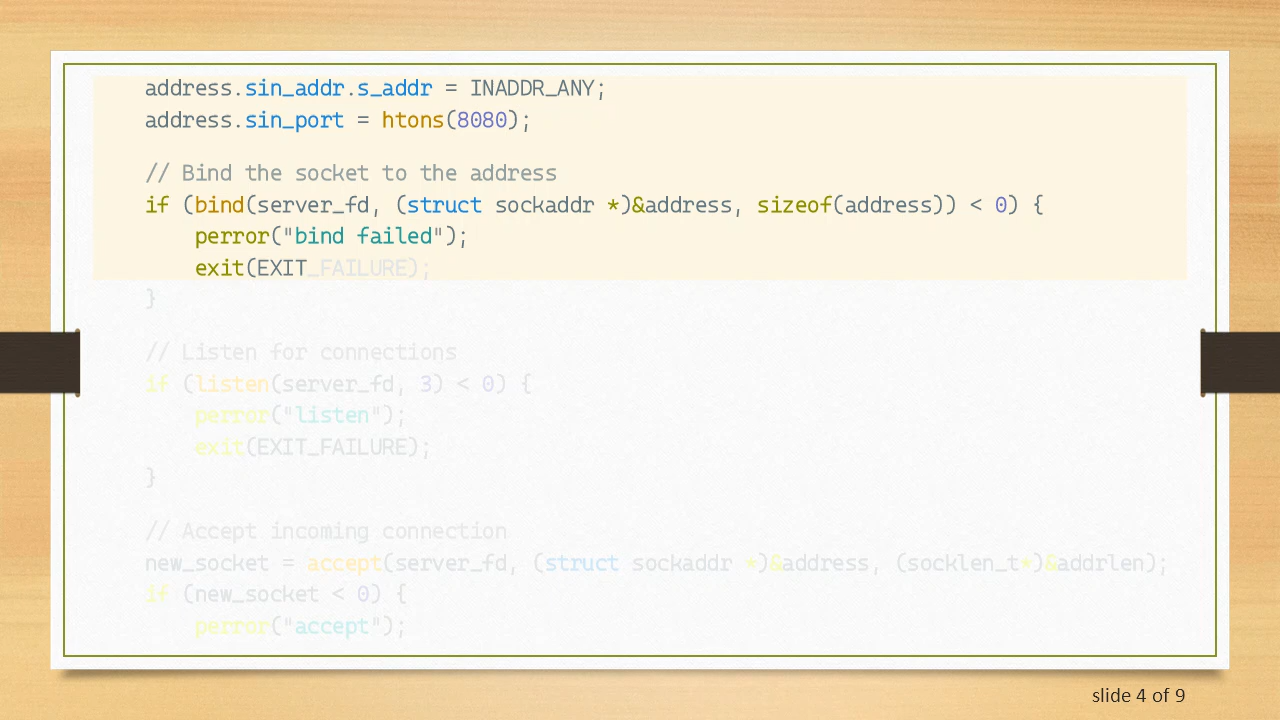 address.sin_addr.s_addr = INADDR_ANY;
address.sin_port = htons(8080);
// Bind the socket to the address
if (bind(server_fd, (struct sockaddr *)&address, sizeof(address)) < 0) {
    perror("bind failed");
    exit(EXIT_FAILURE);
}
// Listen for connections
if (listen(server_fd, 3) < 0) {
    perror("listen");
    exit(EXIT_FAILURE);
}
// Accept incoming connection
new_socket = accept(server_fd, (struct sockaddr *)&address, (socklen_t*)&addrlen);
if (new_socket < 0) {
    perror("accept");
slide 4 of 9